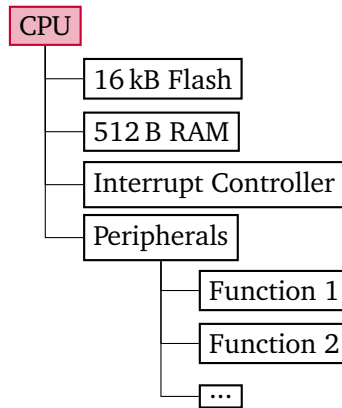 CPU
16 kB Flash
512 B RAM
Interrupt Controller
Peripherals
Function 1
Function 2
...